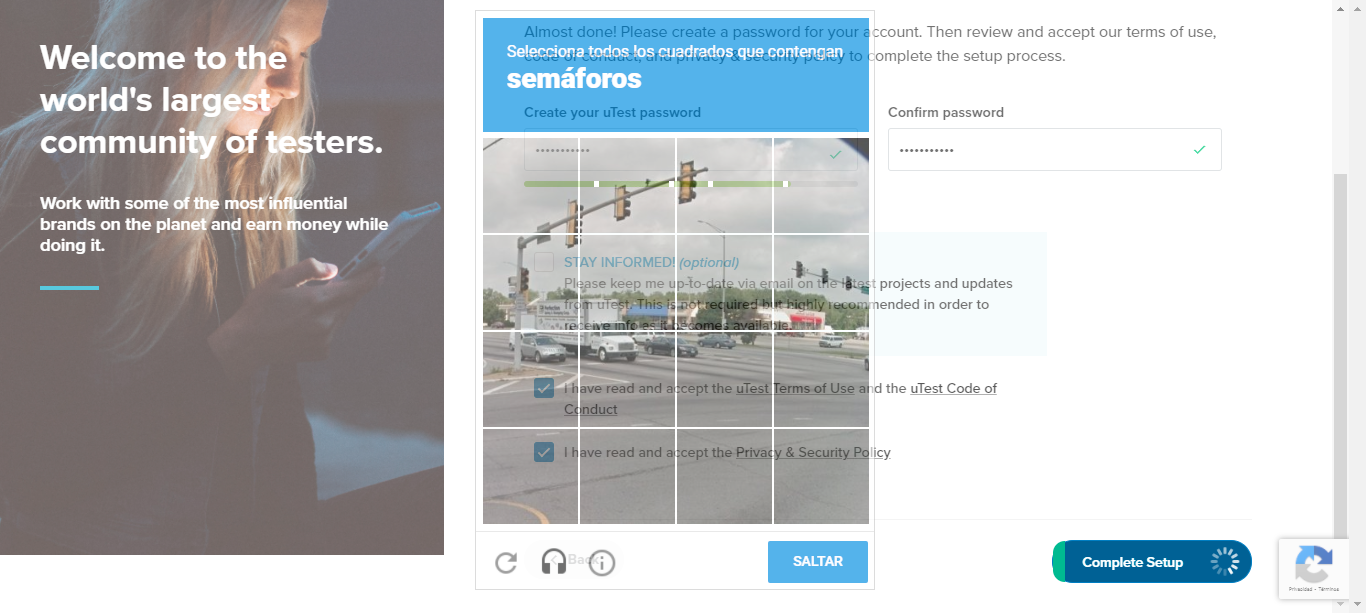 Welcome to the
world's largest
community of testers.
Work with some of the most influential
brands on the planet and earn money while
doing it.
Almost done! Please create a password for your account. Then review and accept our terms of use,
code of conduct, and privacy & security policy to complete the setup process.
Selecciona todos los cuadrados que contengan
semáforos
Create your uTest password
Confirm password
STAY INFORMED! (optional)
Please keep me up-to-date via email on the latest projects and updates
from uTest. This is not required but highly recommended in order to
receive info as it becomes available.
I have read and accept the uTest Terms of Use and the uTest Code of
Conduct
I have read and accept the Privacy & Security Policy
Back
SALTAR
Complete Setup
Privacidad - Términos